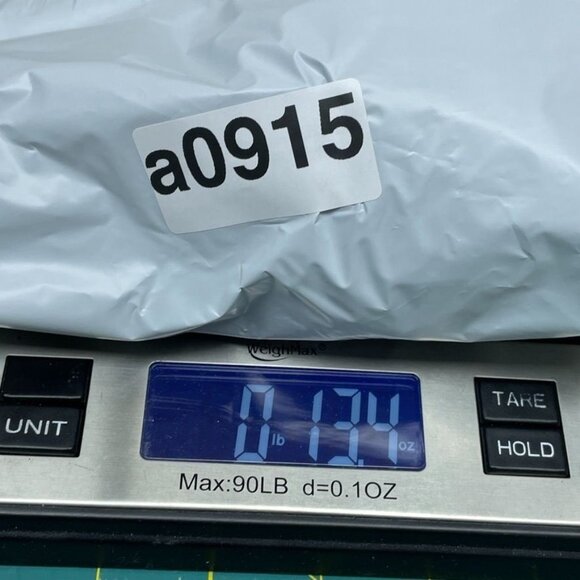 a0915
WeighMax®
UNIT
0 lb 13.4 oz
TARE
HOLD
Max:90LB d=0.1OZ